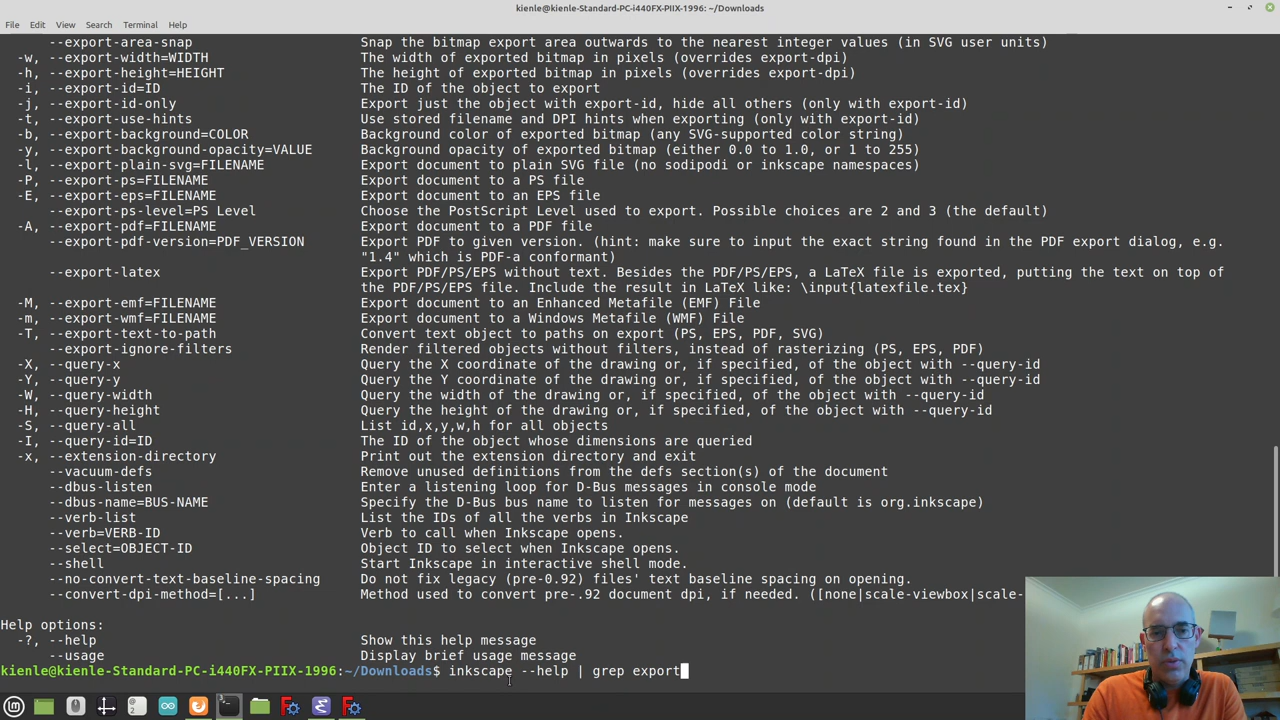 kienle@kienle-Standard-PC-i440FX-PIIX-1996: ~/Downloads
File Edit View Search Terminal Help
--export-area-snap Snap the bitmap export area outwards to the nearest integer values (in SVG user units)
-w, --export-width=WIDTH The width of exported bitmap in pixels (overrides export-dpi)
-h, --export-height=HEIGHT The height of exported bitmap in pixels (overrides export-dpi)
-i, --export-id=ID The ID of the object to export
-j, --export-id-only Export just the object with export-id, hide all others (only with export-id)
-t, --export-use-hints Use stored filename and DPI hints when exporting (only with export-id)
-b, --export-background=COLOR Background color of exported bitmap (any SVG-supported color string)
-y, --export-background-opacity=VALUE Background opacity of exported bitmap (either 0.0 to 1.0, or 1 to 255)
-l, --export-plain-svg=FILENAME Export document to plain SVG file (no sodipodi or inkscape namespaces)
-P, --export-ps=FILENAME Export document to a PS file
-E, --export-eps=FILENAME Export document to an EPS file
--export-ps-level=PS Level Choose the PostScript Level used to export. Possible choices are 2 and 3 (the default)
-A, --export-pdf=FILENAME Export document to a PDF file
--export-pdf-version=PDF_VERSION Export PDF to given version. (hint: make sure to input the exact string found in the PDF export dialog, e.g.
"1.4" which is PDF-a conformant)
--export-latex Export PDF/PS/EPS without text. Besides the PDF/PS/EPS, a LaTeX file is exported, putting the text on top of
the PDF/PS/EPS file. Include the result in LaTeX like: \input{latexfile.tex}
-M, --export-emf=FILENAME Export document to an Enhanced Metafile (EMF) File
-m, --export-wmf=FILENAME Export document to a Windows Metafile (WMF) File
-T, --export-text-to-path Convert text object to paths on export (PS, EPS, PDF, SVG)
--export-ignore-filters Render filtered objects without filters, instead of rasterizing (PS, EPS, PDF)
-X, --query-x Query the X coordinate of the drawing or, if specified, of the object with --query-id
-Y, --query-y Query the Y coordinate of the drawing or, if specified, of the object with --query-id
-W, --query-width Query the width of the drawing or, if specified, of the object with --query-id
-H, --query-height Query the height of the drawing or, if specified, of the object with --query-id
-S, --query-all List id,x,y,w,h for all objects
-I, --query-id=ID The ID of the object whose dimensions are queried
-x, --extension-directory Print out the extension directory and exit
--vacuum-defs Remove unused definitions from the defs section(s) of the document
--dbus-listen Enter a listening loop for D-Bus messages in console mode
--dbus-name=BUS-NAME Specify the D-Bus bus name to listen for messages on (default is org.inkscape)
--verb-list List the IDs of all the verbs in Inkscape
--verb=VERB-ID Verb to call when Inkscape opens.
--select=OBJECT-ID Object ID to select when Inkscape opens.
--shell Start Inkscape in interactive shell mode.
--no-convert-text-baseline-spacing Do not fix legacy (pre-0.92) files' text baseline spacing on opening.
--convert-dpi-method=[...] Method used to convert pre-.92 document dpi, if needed. ([none|scale-viewbox|scale-
Help options:
-?, --help Show this help message
--usage Display brief usage message
kienle@kienle-Standard-PC-i440FX-PIIX-1996:~/Downloads$ inkscape --help | grep export